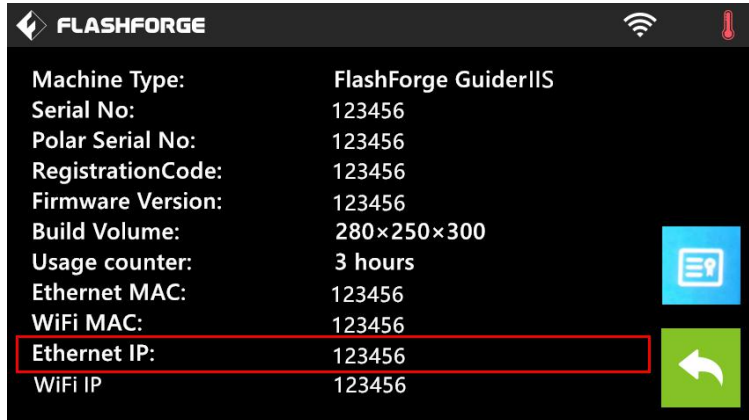 FLASHFORGE
Machine Type: FlashForge GuiderIIS
Serial No: 123456
Polar Serial No: 123456
RegistrationCode: 123456
Firmware Version: 123456
Build Volume: 280×250×300
Usage counter: 3 hours
Ethernet MAC: 123456
WiFi MAC: 123456
Ethernet IP: 123456
WiFi IP 123456